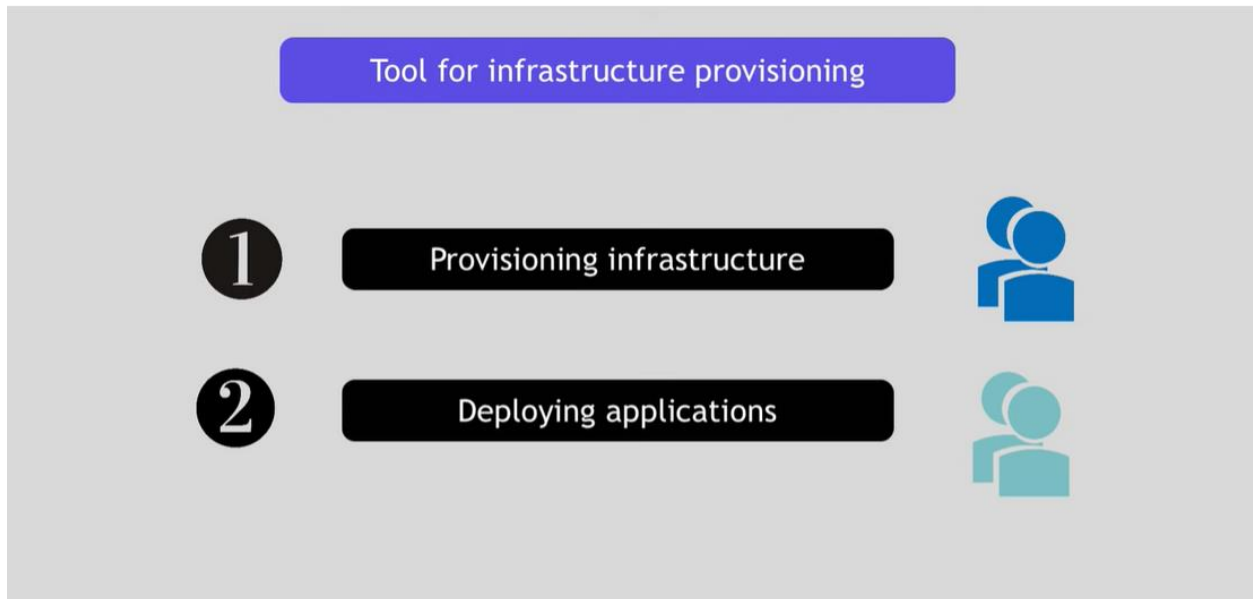 Tool for infrastructure provisioning
1
Provisioning infrastructure
2
Deploying applications